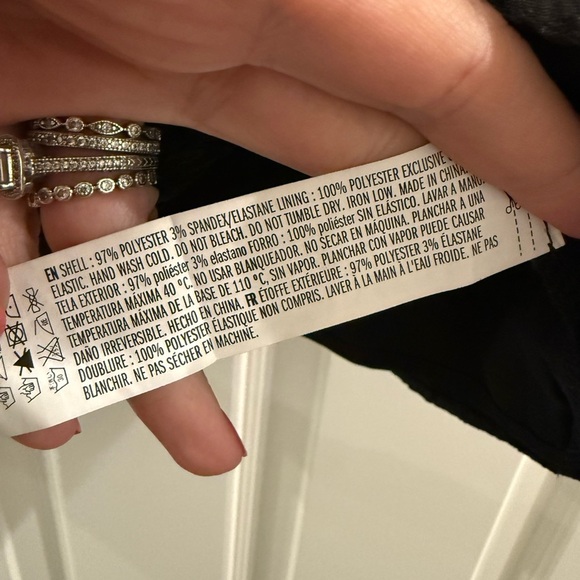 EN SHELL : 97% POLYESTER 3% SPANDEX/ELASTANE LINING : 100% POLYESTER EXCLUSIVE
ELASTIC. HAND WASH COLD. DO NOT BLEACH. DO NOT TUMBLE DRY. IRON LOW. MADE IN CHINA.
TELA EXTERIOR : 97% poliéster 3% elastano FORRO : 100% poliéster SIN ELÁSTICO. LAVAR A MANO
TEMPERATURA MÁXIMA 40 °C. NO USAR BLANQUEADOR. NO SECAR EN MAQUINA. PLANCHAR A UNA
TEMPERATURA MÁXIMA DE LA BASE DE 110 °C, SIN VAPOR. PLANCHAR CON VAPOR PUEDE CAUSAR
DAÑO IRREVERSIBLE. HECHO EN CHINA. FR ÉTOFFE EXTÉRIEURE : 97% POLYESTER 3% ÉLASTANE
DOUBLURE : 100% POLYESTER ÉLASTIQUE NON COMPRIS. LAVER À LA MAIN À L'EAU FROIDE. NE PAS
BLANCHIR. NE PAS SÉCHER EN MACHINE.